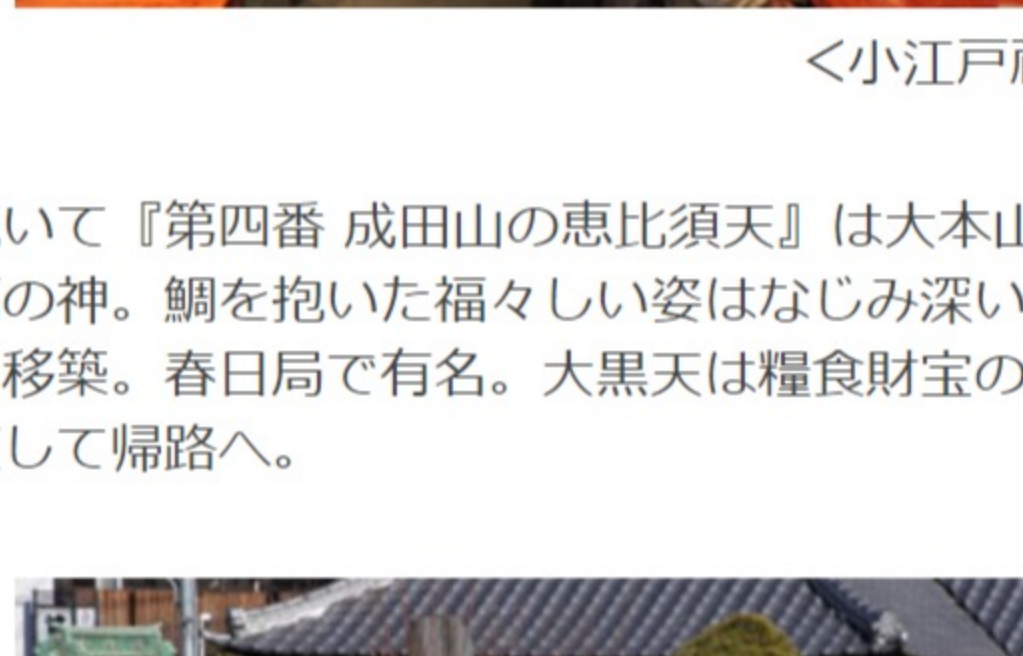 ＜小江戸
いて『第四番 成田山の恵比須天』は大本山
の神。鯛を抱いた福々しい姿はなじみ深い
移築。春日局で有名。大黒天は糧食財宝の
して帰路へ。